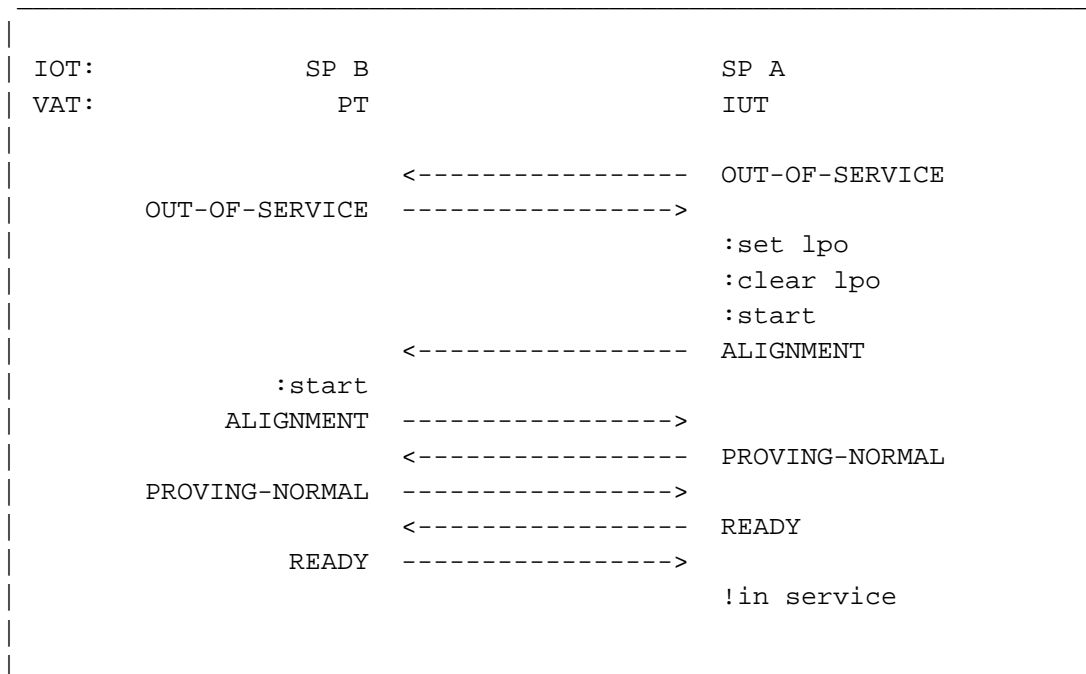 IOT: SP B SP A
VAT: PT IUT
<----------------- OUT-OF-SERVICE
OUT-OF-SERVICE ----------------->
:set lpo
:clear lpo
:start
<----------------- ALIGNMENT
:start
ALIGNMENT ----------------->
<----------------- PROVING-NORMAL
PROVING-NORMAL ----------------->
<----------------- READY
READY ----------------->
!in service